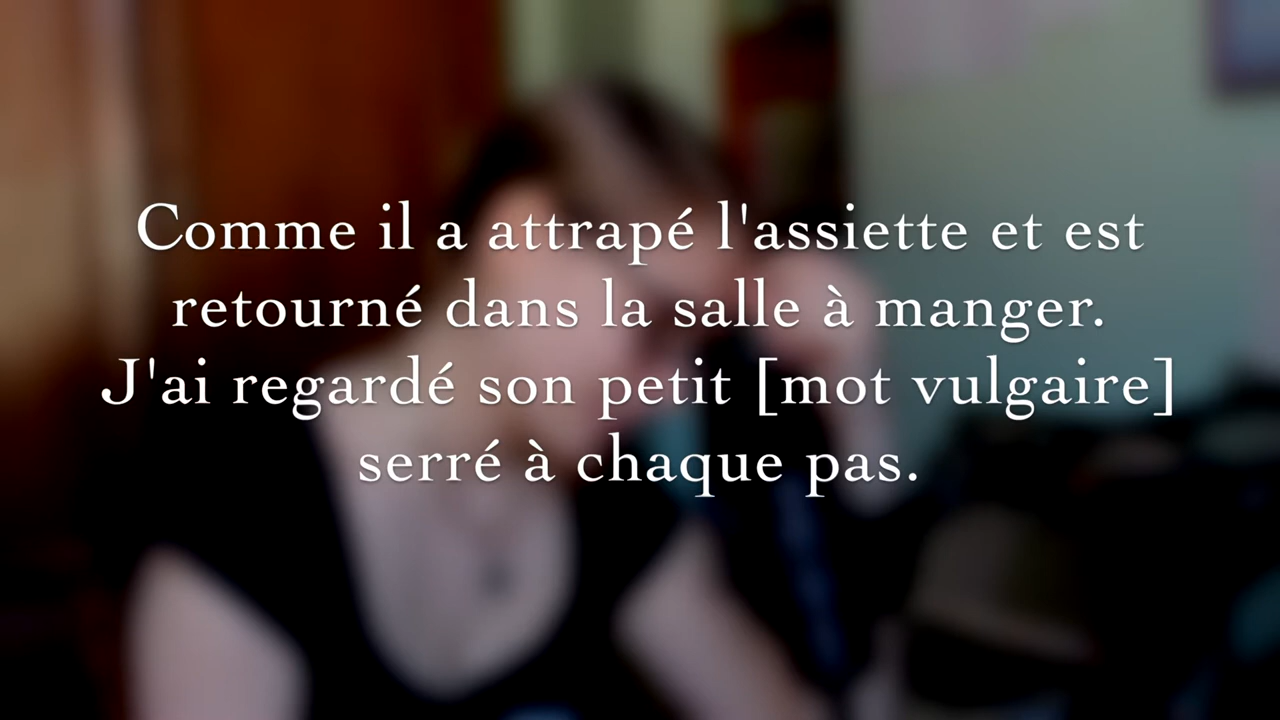 Comme il a attrapé l'assiette et est
retourné dans la salle à manger.
J'ai regardé son petit [mot vulgaire]
serré à chaque pas.